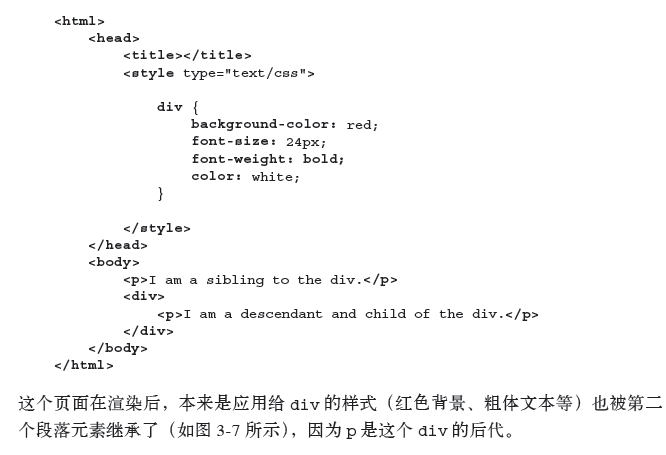 <html>
<head>
<title></title>
<style type="text/css">
div {
background-color: red;
font-size: 24px;
font-weight: bold;
color: white;
}
</style>
</head>
<body>
<p>I am a sibling to the div.</p>
<div>
<p>I am a descendant and child of the div.</p>
</div>
</body>
</html>
这个页面在渲染后，本来是应用给 div 的样式（红色背景、粗体文本等）也被第二
个段落元素继承了（如图 3-7 所示），因为 p 是这个 div 的后代。